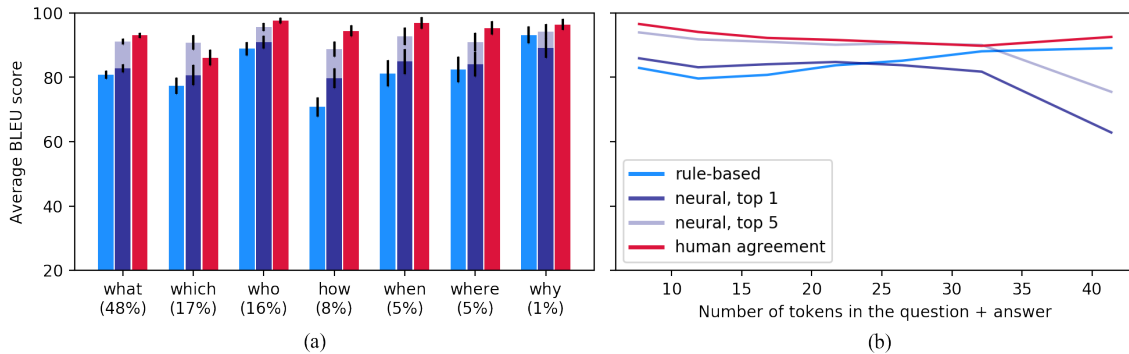 Average BLEU score
100
80
60
40
20
what which who how when where why
(48%) (17%) (16%) (8%) (5%) (5%) (1%)
(a)
rule-based
neural, top 1
neural, top 5
human agreement
10 15 20 25 30 35 40
Number of tokens in the question + answer
(b)